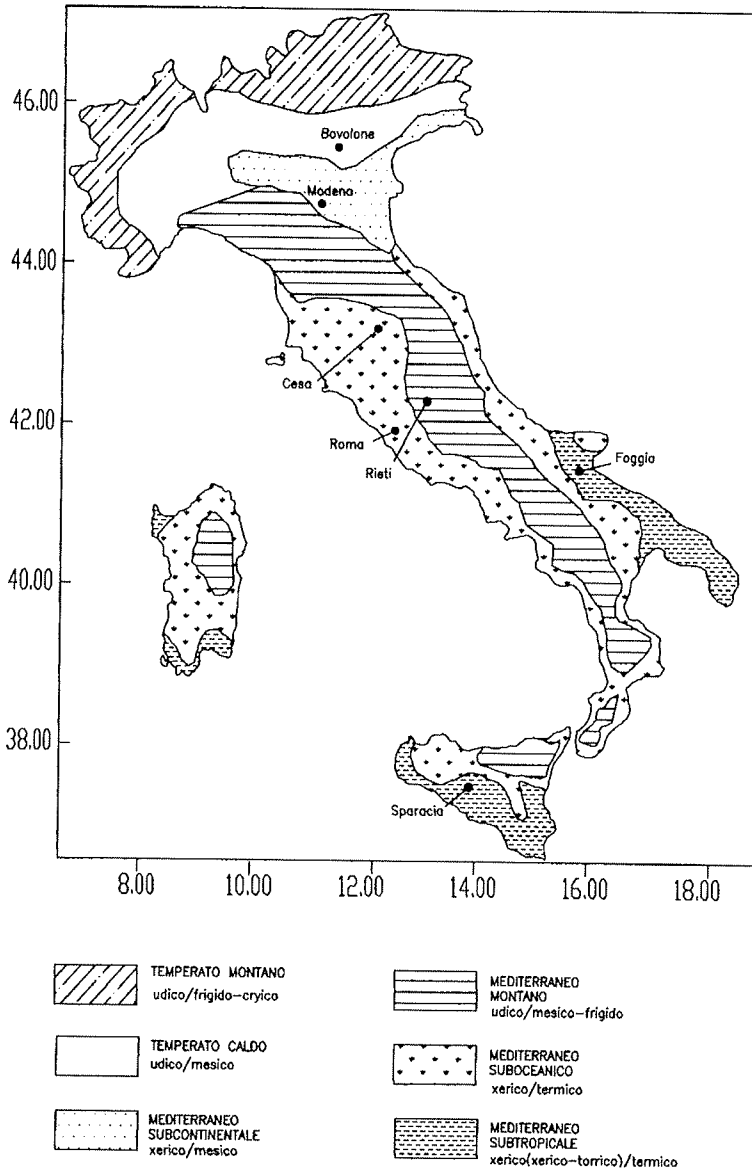 46.00
Bovolone
Modena
44.00
Cesa
42.00
Roma
Rieti
Foggia
40.00
38.00
Sparacia
8.00 10.00 12.00 14.00 16.00 18.00
TEMPERATO MONTANO
udico/frigido-cryico
TEMPERATO CALDO
udico/mesico
MEDITERRANEO
SUBCONTINENTALE
xerico/mesico
MEDITERRANEO
MONTANO
udico/mesico-frigido
MEDITERRANEO
SUBOCEANICO
xerico/termico
MEDITERRANEO
SUBTROPICALE
xerico(xerico-torrico)/termico